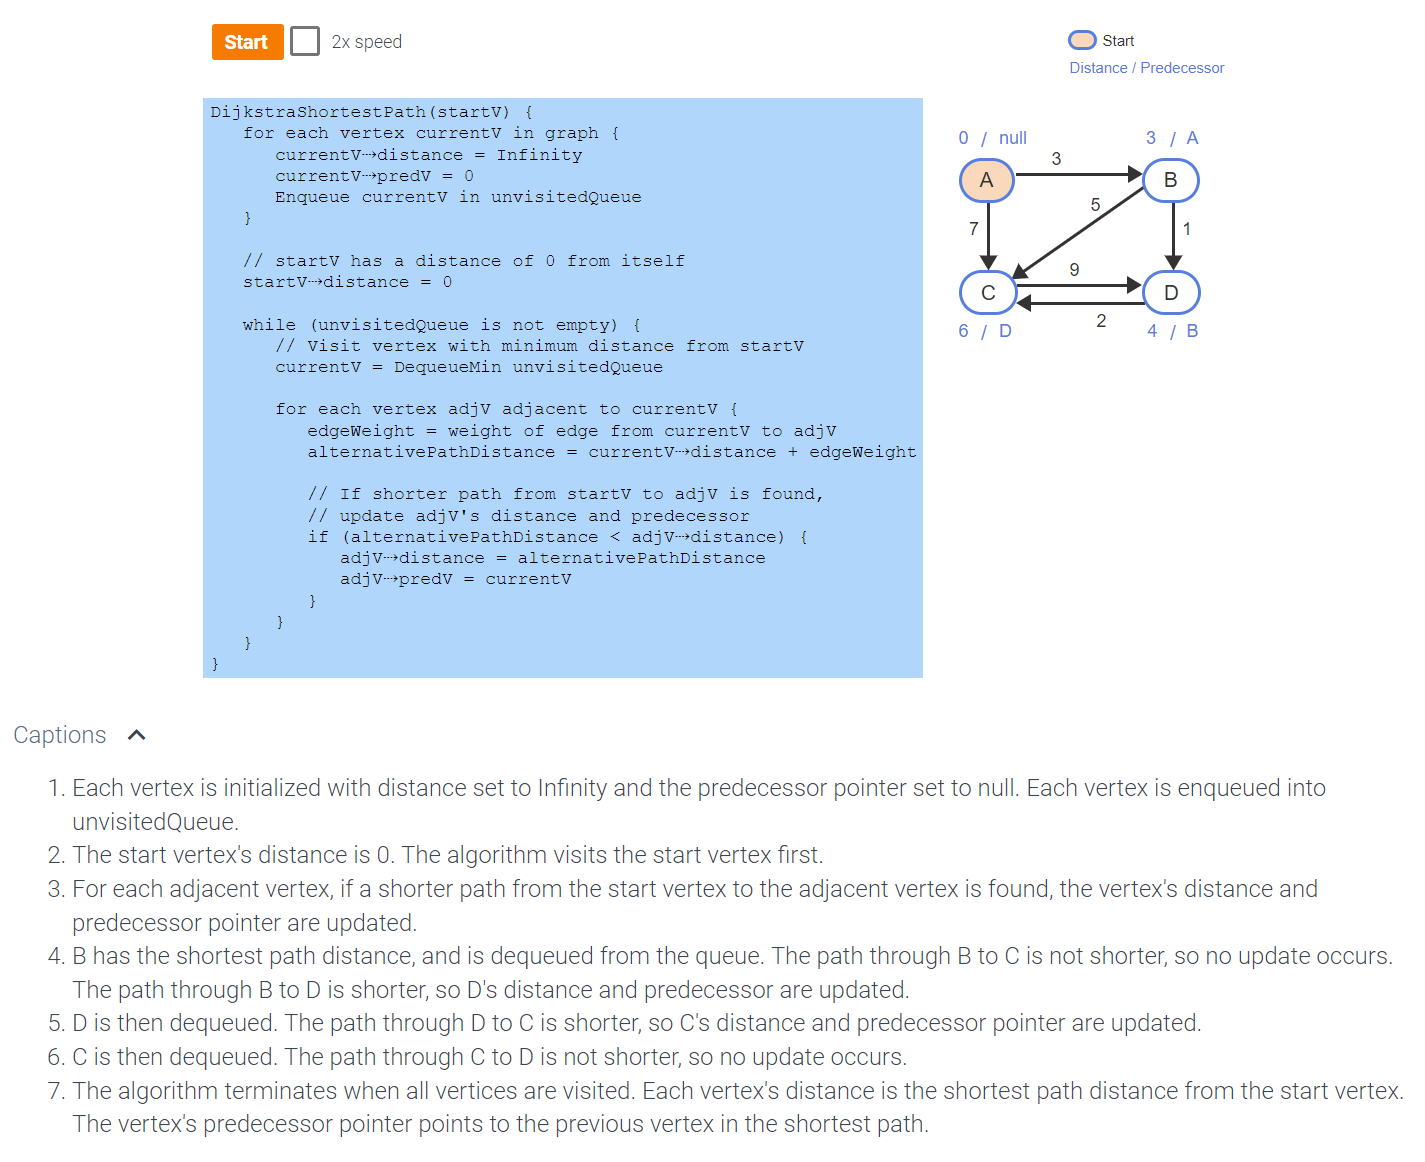 Start
2x speed
Start
Distance / Predecessor
DijkstraShortestPath(startV) {
for each vertex currentV in graph {
currentV⇢distance = Infinity
currentV⇢predV = 0
Enqueue currentV in unvisitedQueue
}
// startV has a distance of 0 from itself
startV⇢distance = 0
while (unvisitedQueue is not empty) {
// Visit vertex with minimum distance from startV
currentV = DequeueMin unvisitedQueue
for each vertex adjV adjacent to currentV {
edgeWeight = weight of edge from currentV to adjV
alternativePathDistance = currentV⇢distance + edgeWeight
// If shorter path from startV to adjV is found,
// update adjV's distance and predecessor
if (alternativePathDistance < adjV⇢distance) {
adjV⇢distance = alternativePathDistance
adjV⇢predV = currentV
}
}
}
}
0 / null
3 / A
3
A
B
5
7
1
9
C
D
2
6 / D
4 / B
Captions
1. Each vertex is initialized with distance set to Infinity and the predecessor pointer set to null. Each vertex is enqueued into
unvisitedQueue.
2. The start vertex's distance is 0. The algorithm visits the start vertex first.
3. For each adjacent vertex, if a shorter path from the start vertex to the adjacent vertex is found, the vertex's distance and
predecessor pointer are updated.
4. B has the shortest path distance, and is dequeued from the queue. The path through B to C is not shorter, so no update occurs.
The path through B to D is shorter, so D's distance and predecessor are updated.
5. D is then dequeued. The path through D to C is shorter, so C's distance and predecessor pointer are updated.
6. C is then dequeued. The path through C to D is not shorter, so no update occurs.
7. The algorithm terminates when all vertices are visited. Each vertex's distance is the shortest path distance from the start vertex.
The vertex's predecessor pointer points to the previous vertex in the shortest path.